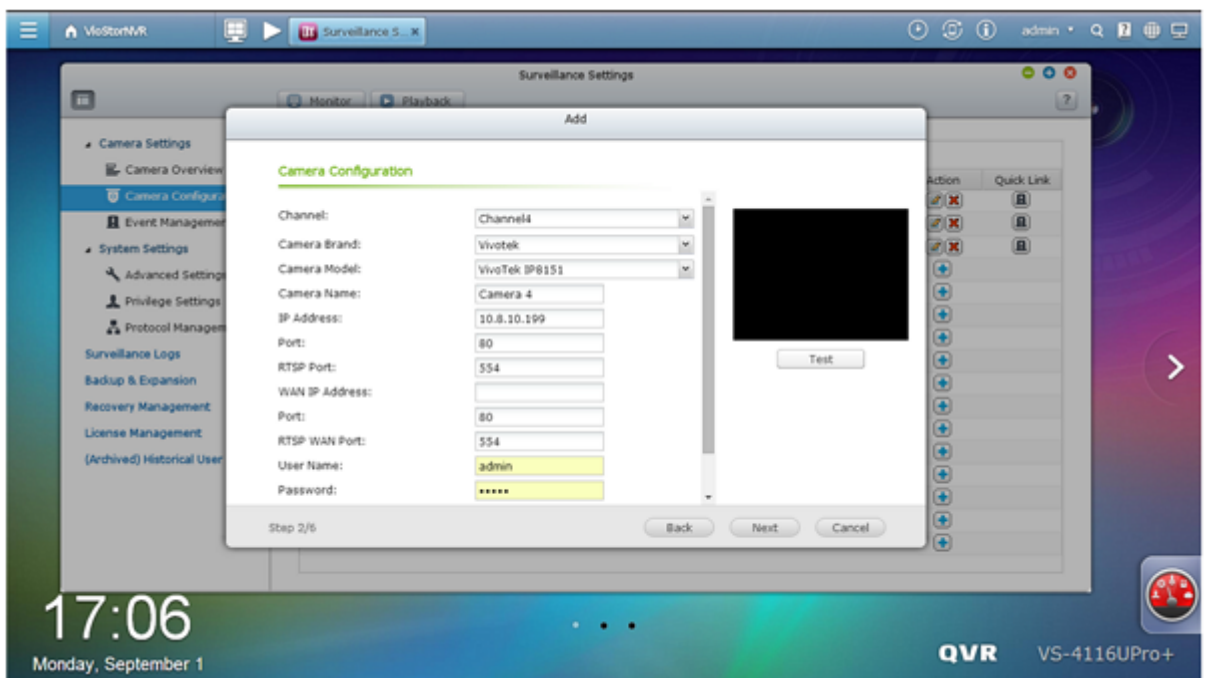 VioStorNVR
Surveillance S...
admin
Surveillance Settings
Monitor
Playback
Add
Camera Settings
Camera Overview
Camera Configura
Event Managemen
System Settings
Advanced Settings
Privilege Settings
Protocol Managem
Surveillance Logs
Backup & Expansion
Recovery Management
License Management
(Archived) Historical User
Action Quick Link
Camera Configuration
Channel: Channel4
Camera Brand: Vivotek
Camera Model: VivoTek IP8151
Camera Name: Camera 4
IP Address: 10.8.10.199
Port: 80
RTSP Port: 554
WAN IP Address:
Port: 80
RTSP WAN Port: 554
User Name: admin
Password: •••••
Test
Step 2/6
Back Next Cancel
17:06
Monday, September 1
QVR VS-4116UPro+